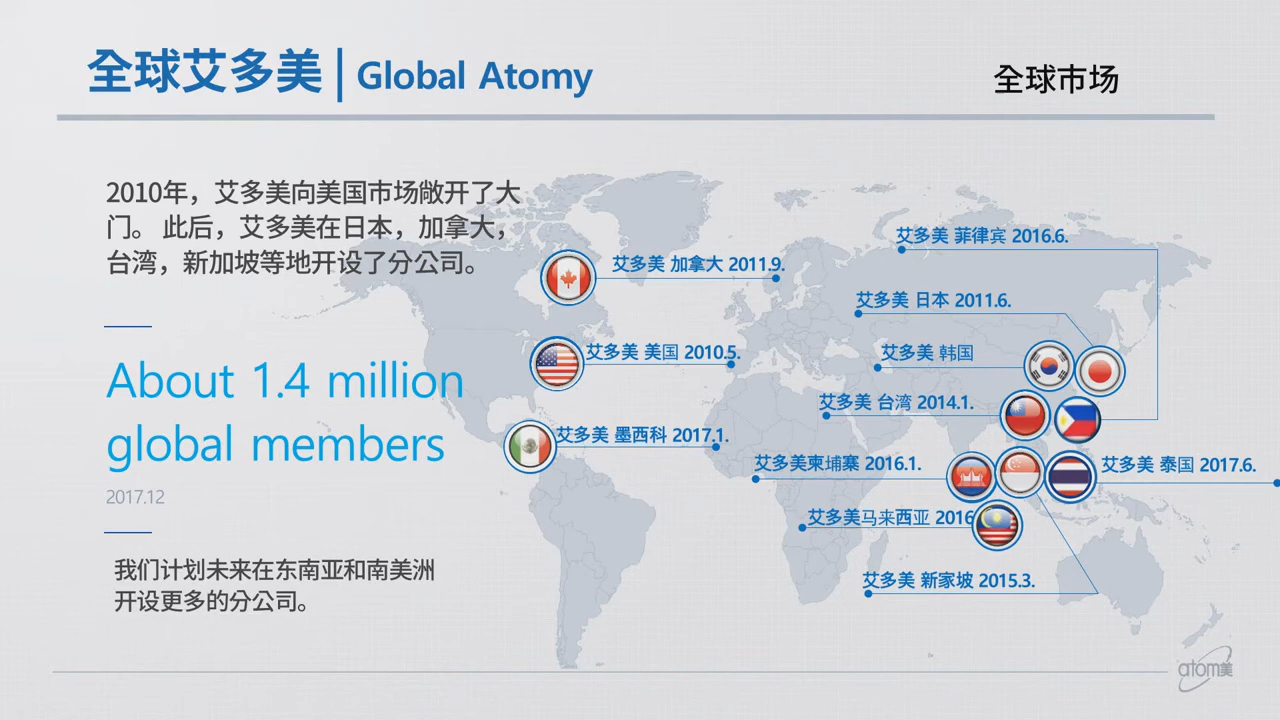 全球艾多美 | Global Atomy
全球市场
2010年，艾多美向美国市场敞开了大
门。 此后，艾多美在日本，加拿大，
台湾，新加坡等地开设了分公司。
About 1.4 million
global members
2017.12
我们计划未来在东南亚和南美洲
开设更多的分公司。
艾多美 加拿大 2011.9.
艾多美 美国 2010.5.
艾多美 墨西科 2017.1.
艾多美 菲律宾 2016.6.
艾多美 日本 2011.6.
艾多美 韩国
艾多美 台湾 2014.1.
艾多美柬埔寨 2016.1.
艾多美 泰国 2017.6.
艾多美马来西亚 2016
艾多美 新家坡 2015.3.
atom美